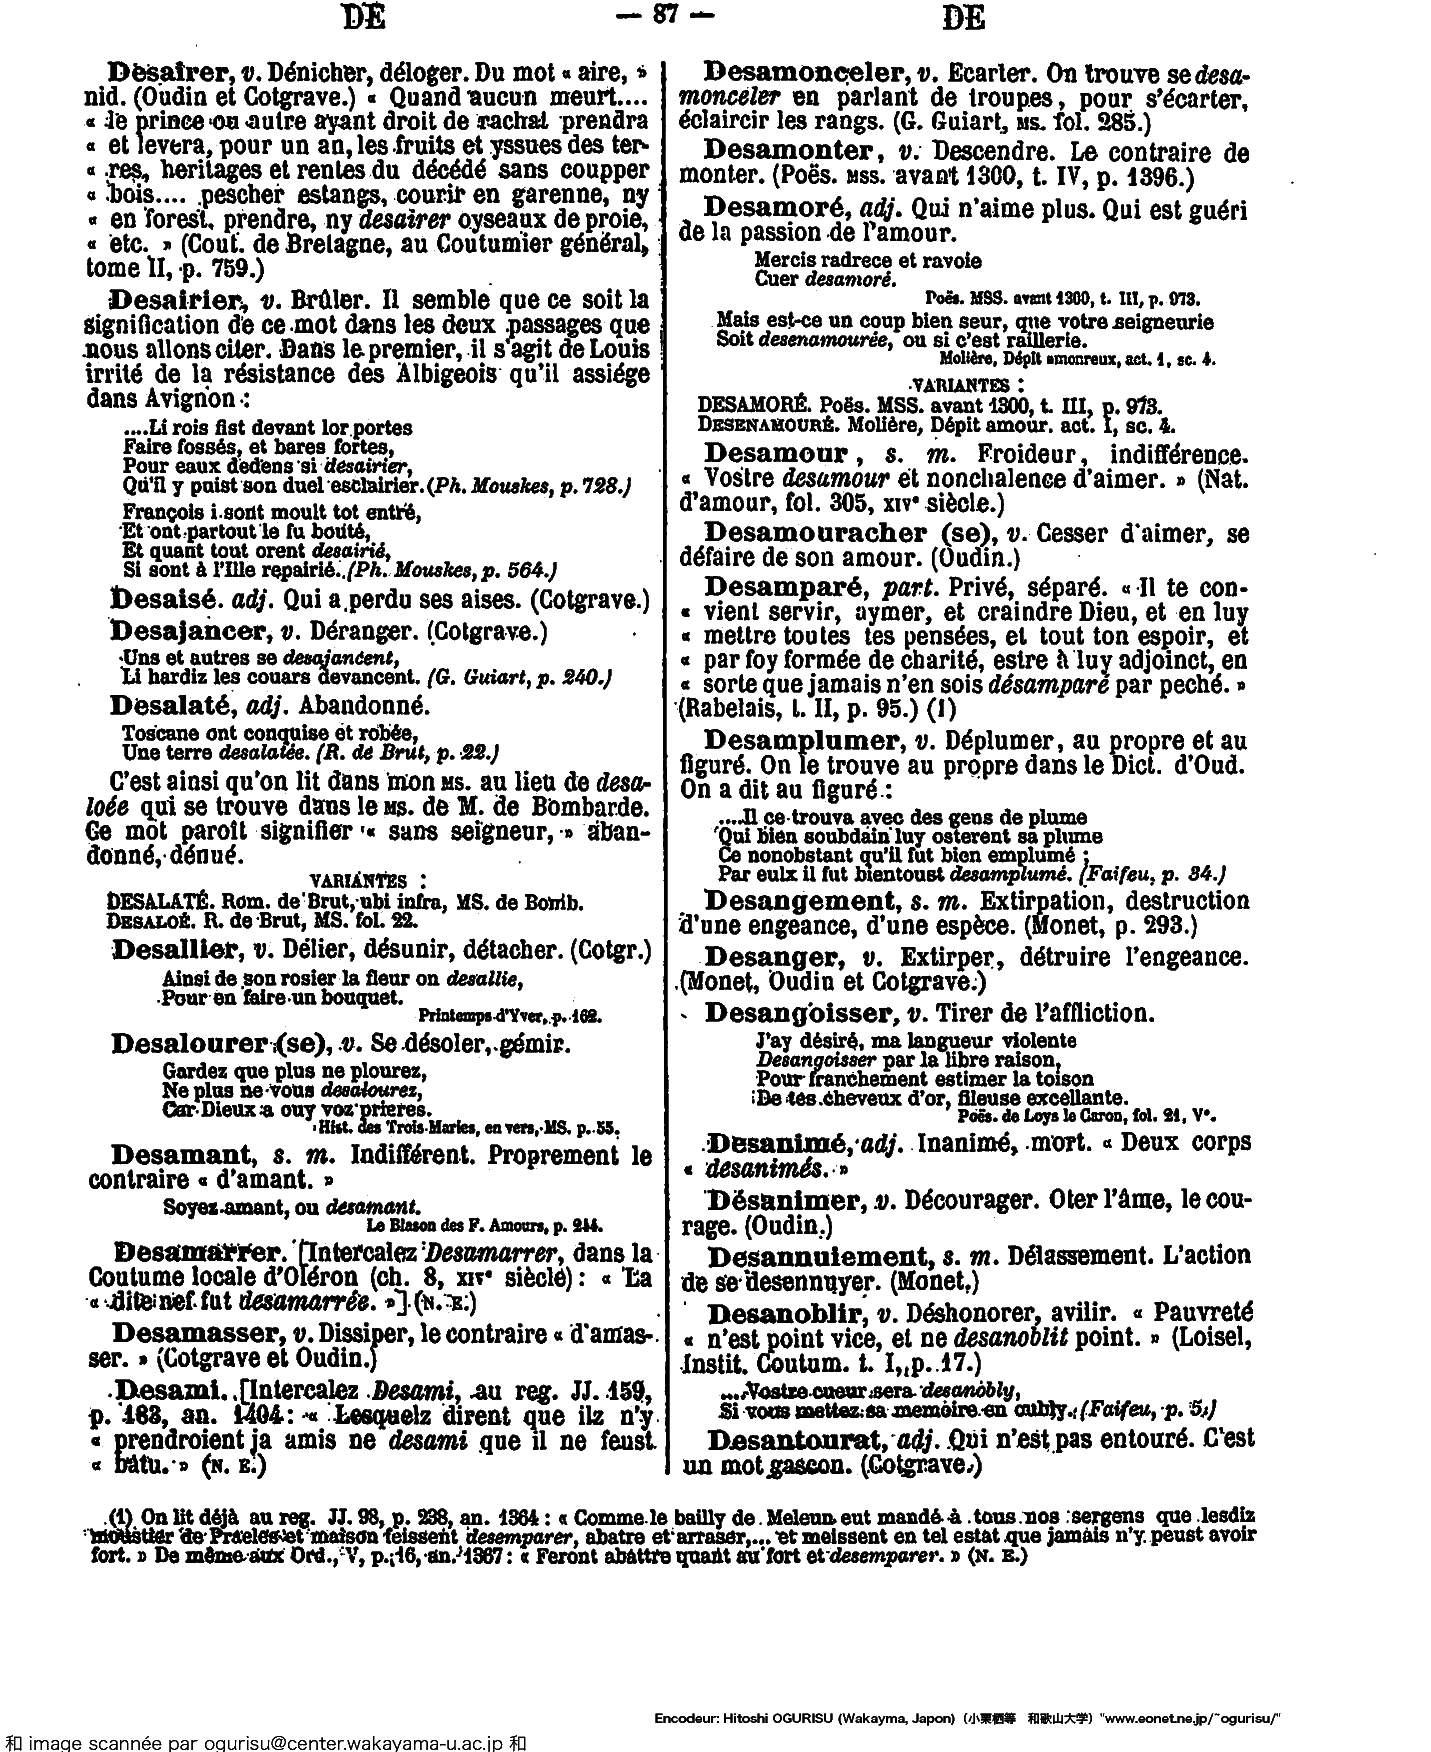 DE — 87 — DE
Desairer, v. Dénicher, déloger. Du mot « aire, »
nid. (Oudin et Cotgrave.) « Quand aucun meurt....
« le prince ou autre ayant droit de rachat prendra
« et levera, pour un an, les fruits et yssues des ter-
« res, heritages et rentes du décédé sans coupper
« bois.... pescher estangs, courir en garenne, ny
« en forest, prendre, ny desairer oyseaux de proie,
« etc. » (Cout. de Bretagne, au Coutumier général,
tome II, p. 759.)
Desairier, v. Brûler. Il semble que ce soit la
signification de ce mot dans les deux passages que
nous allons citer. Dans le premier, il s'agit de Louis
irrité de la résistance des Albigeois qu'il assiége
dans Avignon :
....Li rois fist devant lor portes
Faire fossés, et bares fortes,
Pour eaux dedens si desairier,
Qu'il y puist son duel esclairier. (Ph. Mouskes, p. 728.)
François i sont moult tot entré,
Et ont partout le fu bouté,
Et quant tout orent desairié,
Si sont à l'Ille repairié. (Ph. Mouskes, p. 564.)
Desaisé. adj. Qui a perdu ses aises. (Cotgrave.)
Desajancer, v. Déranger. (Cotgrave.)
Uns et autres se desajancent,
Li hardiz les couars devancent. (G. Guiart, p. 240.)
Desalaté, adj. Abandonné.
Toscane ont conquise et robée,
Une terre desalatée. (R. de Brut, p. 22.)
C'est ainsi qu'on lit dans mon MS. au lieu de desa-
loée qui se trouve dans le MS. de M. de Bombarde.
Ce mot paroît signifier « sans seigneur, » aban-
donné, dénué.
VARIANTES :
DESALATÉ. Rom. de Brut, ubi infra, MS. de Bomb.
DESALOÉ. R. de Brut, MS. fol. 22.
Desallier, v. Délier, désunir, détacher. (Cotgr.)
Ainsi de son rosier la fleur on desallie,
Pour en faire un bouquet.
Printemps d'Yver, p. 162.
Desalourer (se), v. Se désoler, gémir.
Gardez que plus ne plourez,
Ne plus ne vous desalourez,
Car Dieux a ouy voz prieres.
Hist. des Trois Maries, en vers, MS. p. 55.
Desamant, s. m. Indifférent. Proprement le
contraire « d'amant. »
Soyez amant, ou desamant.
Le Blason des F. Amours, p. 244.
Desamarrer. [Intercalez Desamarrer, dans la
Coutume locale d'Oléron (ch. 8, XIVe siècle) : « La
« dite nef fut desamarrée. »] (N. E.)
Desamasser, v. Dissiper, le contraire « d'amas-
ser. » (Cotgrave et Oudin.)
Desami. [Intercalez Desami, au reg. JJ. 159,
p. 183, an. 1404 : « Lesquelz dirent que ilz n'y
« prendroient ja amis ne desami que il ne feust
« batu. » (N. E.)
Desamonceler, v. Ecarter. On trouve se desa-
monceler en parlant de troupes, pour s'écarter,
éclaircir les rangs. (G. Guiart, MS. fol. 285.)
Desamonter, v. Descendre. Le contraire de
monter. (Poës. MSS. avant 1300, t. IV, p. 1396.)
Desamoré, adj. Qui n'aime plus. Qui est guéri
de la passion de l'amour.
Mercis radrece et ravoie
Cuer desamoré.
Poës. MSS. avant 1300, t. III, p. 973.
Mais est-ce un coup bien seur, que votre seigneurie
Soit desenamourée, ou si c'est raillerie.
Molière, Dépit amoureux, act. 1, sc. 4.
VARIANTES :
DESAMORÉ. Poës. MSS. avant 1300, t. III, p. 973.
DESENAMOURÉ. Molière, Dépit amour. act. I, sc. 4.
Desamour, s. m. Froideur, indifférence.
« Vostre desamour et nonchalence d'aimer. » (Nat.
d'amour, fol. 305, XIVe siècle.)
Desamouracher (se), v. Cesser d'aimer, se
défaire de son amour. (Oudin.)
Desamparé, part. Privé, séparé. « Il te con-
« vient servir, aymer, et craindre Dieu, et en luy
« mettre toutes tes pensées, et tout ton espoir, et
« par foy formée de charité, estre à luy adjoinct, en
« sorte que jamais n'en sois désamparé par peché. »
(Rabelais, t. II, p. 95.) (1)
Desamplumer, v. Déplumer, au propre et au
figuré. On le trouve au propre dans le Dict. d'Oud.
On a dit au figuré :
....Il ce trouva avec des gens de plume
Qui bien soubdain luy osterent sa plume
Ce nonobstant qu'il fut bien emplumé ;
Par eulx il fut bientoust desamplumé. (Faifeu, p. 34.)
Desangement, s. m. Extirpation, destruction
d'une engeance, d'une espèce. (Monet, p. 293.)
Desanger, v. Extirper, détruire l'engeance.
(Monet, Oudin et Cotgrave.)
Desangoisser, v. Tirer de l'affliction.
J'ay désiré, ma langueur violente
Desangoisser par la libre raison,
Pour franchement estimer la toison
De tes cheveux d'or, fileuse excellante.
Poës. de Loys le Caron, fol. 21, V°.
Desanimé, adj. Inanimé, mort. « Deux corps
« desanimés. »
Désanimer, v. Décourager. Oter l'âme, le cou-
rage. (Oudin.)
Desannuiement, s. m. Délassement. L'action
de se desennuyer. (Monet.)
Desanoblir, v. Déshonorer, avilir. « Pauvreté
« n'est point vice, et ne desanoblit point. » (Loisel,
Instit. Coutum. t. I, p. 17.)
....Vostre cueur sera desanobly,
Si vous mettez sa memoire en oubly. (Faifeu, p. 5.)
Desantourat, adj. Qui n'est pas entouré. C'est
un mot gascon. (Cotgrave.)
(1) On lit déjà au reg. JJ. 98, p. 238, an. 1364 : « Comme le bailly de Meleun eut mandé à tous nos sergens que lesdiz
moustier de Praeles et maison feissent desemparer, abatre et arraser,... et meissent en tel estat que jamais n'y peust avoir
fort. » De même aux Ord., V, p. 16, an. 1367 : « Feront abattre quant au fort et desemparer. » (N. E.)
Encodeur: Hitoshi OGURISU (Wakayma, Japon) (小栗栖等 和歌山大学) "www.eonet.ne.jp/~ogurisu/"
和 image scannée par ogurisu@center.wakayama-u.ac.jp 和